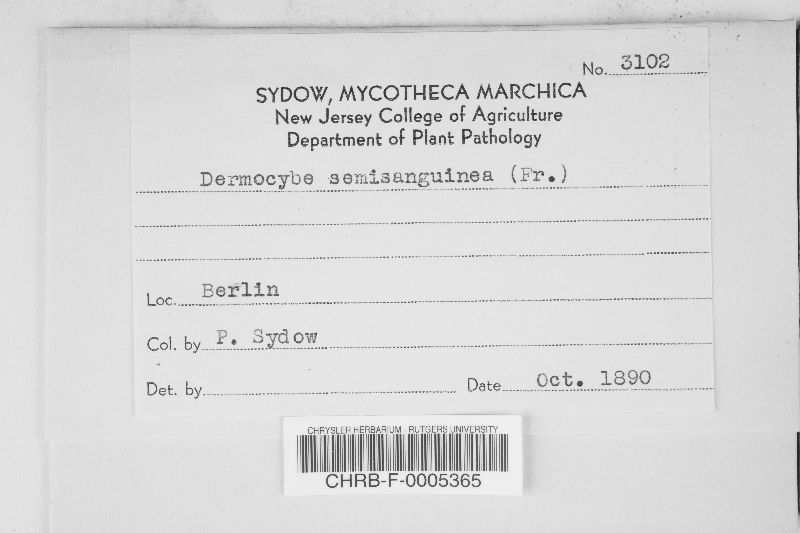 No. 3102
SYDOW, MYCOTHECA MARCHICA
New Jersey College of Agriculture
Department of Plant Pathology
Dermocybe semisanguinea (Fr.)
Loc. Berlin
Col. by P. Sydow
Det. by Date Oct. 1890
CHRYSLER HERBARIUM - RUTGERS UNIVERSITY
CHRB-F-0005365